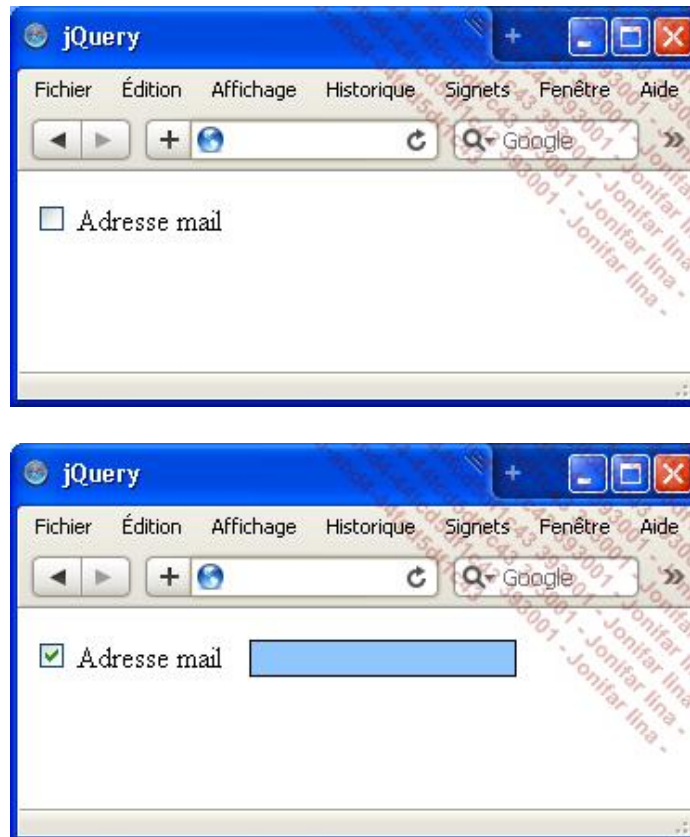 jQuery
Fichier Édition Affichage Historique Signets Fenêtre Aide
Google
Adresse mail
jQuery
Fichier Édition Affichage Historique Signets Fenêtre Aide
Google
Adresse mail